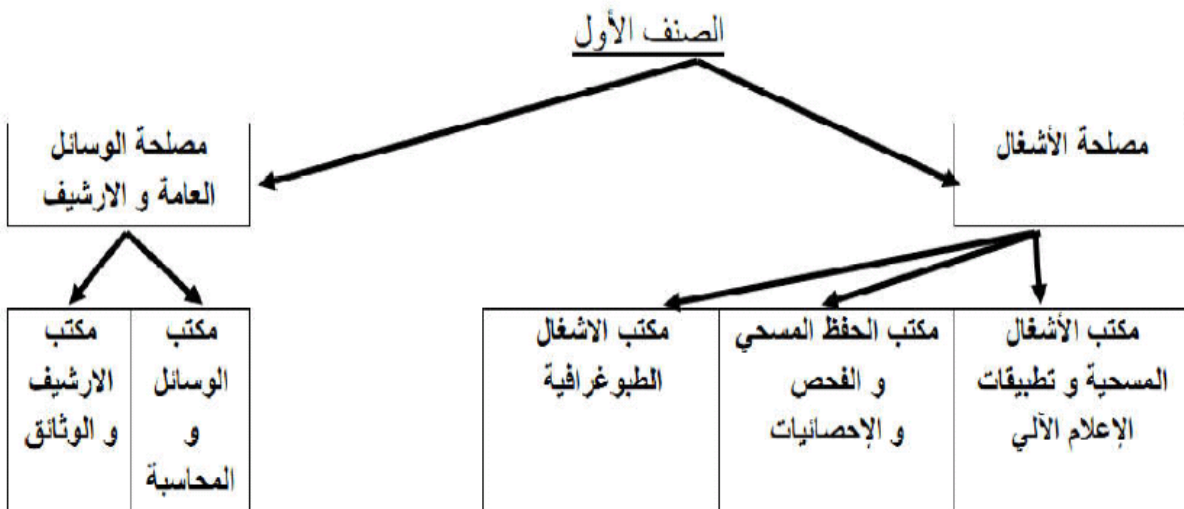 الصنف الأول
مصلحة الأشغال
مصلحة الوسائل
العامة و الارشيف
مكتب الأشغال
المسحية و تطبيقات
الإعلام الآلي
مكتب الحفظ المسحي
و الفحص
و الإحصائيات
مكتب الاشغال
الطبوغرافية
مكتب
الوسائل
و
المحاسبة
مكتب
الارشيف
و الوثائق